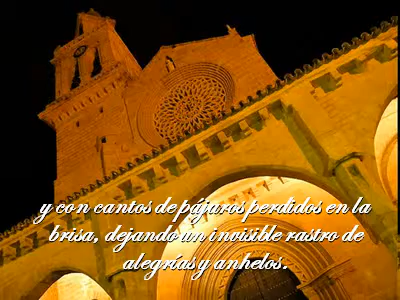 y con cantos de pájaros perdidos en la
brisa, dejando un invisible rastro de
alegrías y anhelos.